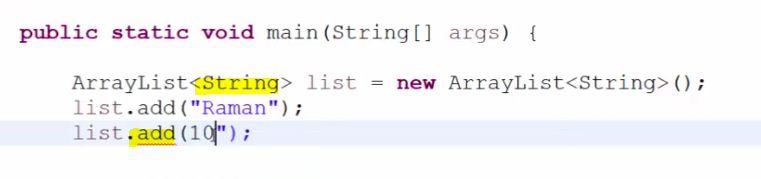 public static void main(String[] args) {
ArrayList<String> list = new ArrayList<String>();
list.add("Raman");
list.add(10");